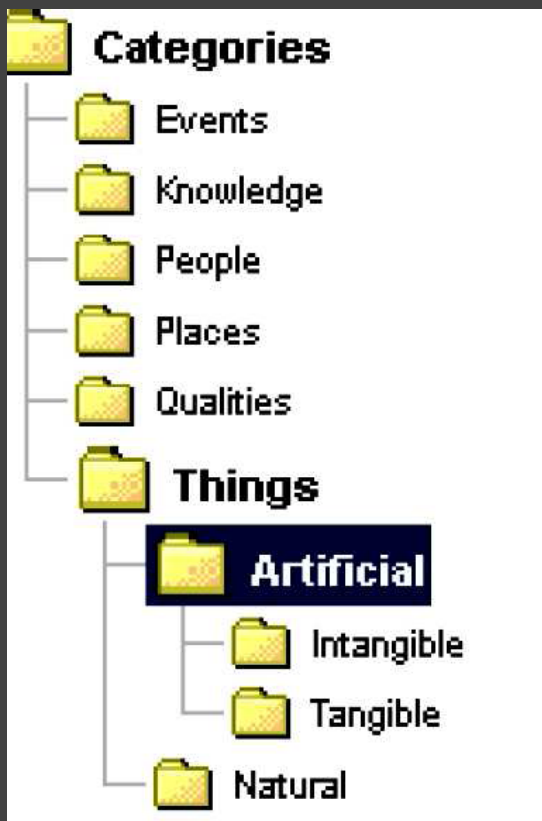 Categories
Events
Knowledge
People
Places
Qualities
Things
Artificial
Intangible
Tangible
Natural